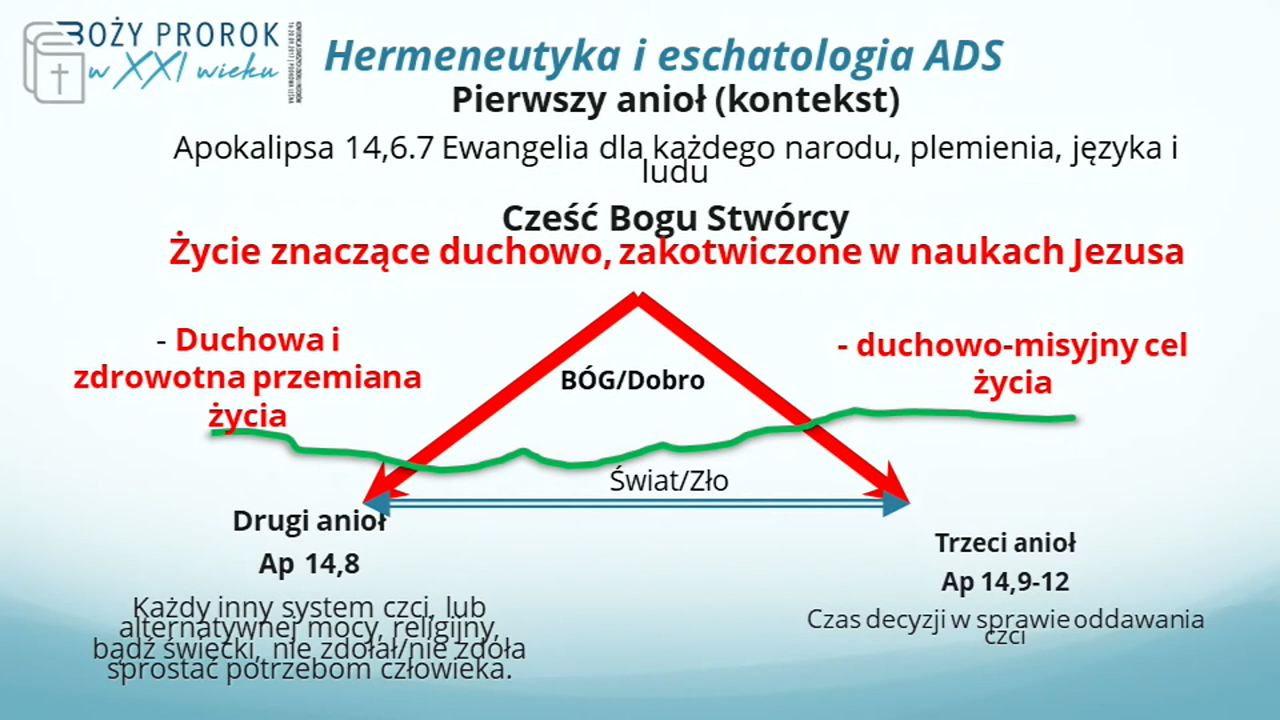 BOŻY PROROK
w XXI wieku
Hermeneutyka i eschatologia ADS
Pierwszy anioł (kontekst)
Apokalipsa 14,6.7 Ewangelia dla każdego narodu, plemienia, języka i
ludu
Cześć Bogu Stwórcy
Życie znaczące duchowo, zakotwiczone w naukach Jezusa
- Duchowa i
zdrowotna przemiana
życia
- duchowo-misyjny cel
życia
BÓG/Dobro
Świat/Zło
Drugi anioł
Ap 14,8
Każdy inny system czci, lub
alternatywnej mocy, religijny,
bądź świecki, nie zdołał/nie zdoła
sprostać potrzebom człowieka.
Trzeci anioł
Ap 14,9-12
Czas decyzji w sprawie oddawania
czci